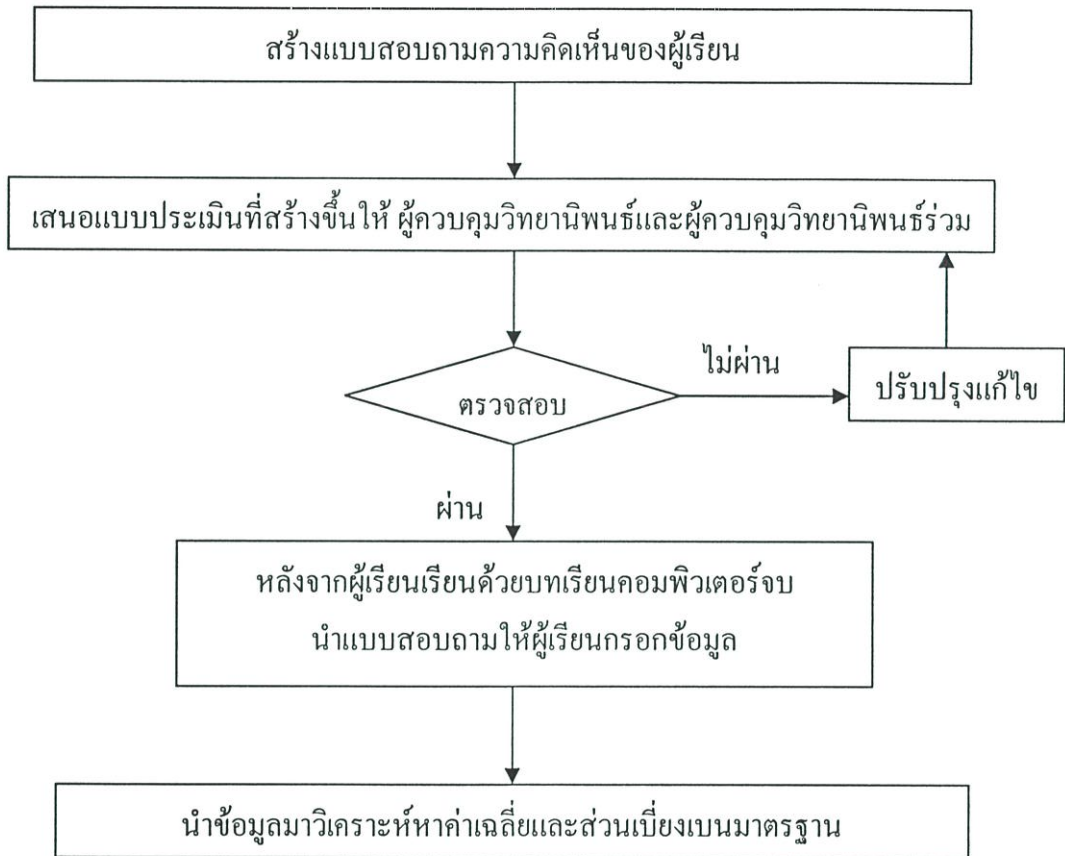 สร้างแบบสอบถามความคิดเห็นของผู้เรียน
เสนอแบบประเมินที่สร้างขึ้นให้ ผู้ควบคุมวิทยานิพนธ์และผู้ควบคุมวิทยานิพนธ์ร่วม
ไม่ผ่าน
ตรวจสอบ
ปรับปรุงแก้ไข
ผ่าน
หลังจากผู้เรียนเรียนด้วยบทเรียนคอมพิวเตอร์จบ
นำแบบสอบถามให้ผู้เรียนกรอกข้อมูล
นำข้อมูลมาวิเคราะห์หาค่าเฉลี่ยและส่วนเบี่ยงเบนมาตรฐาน